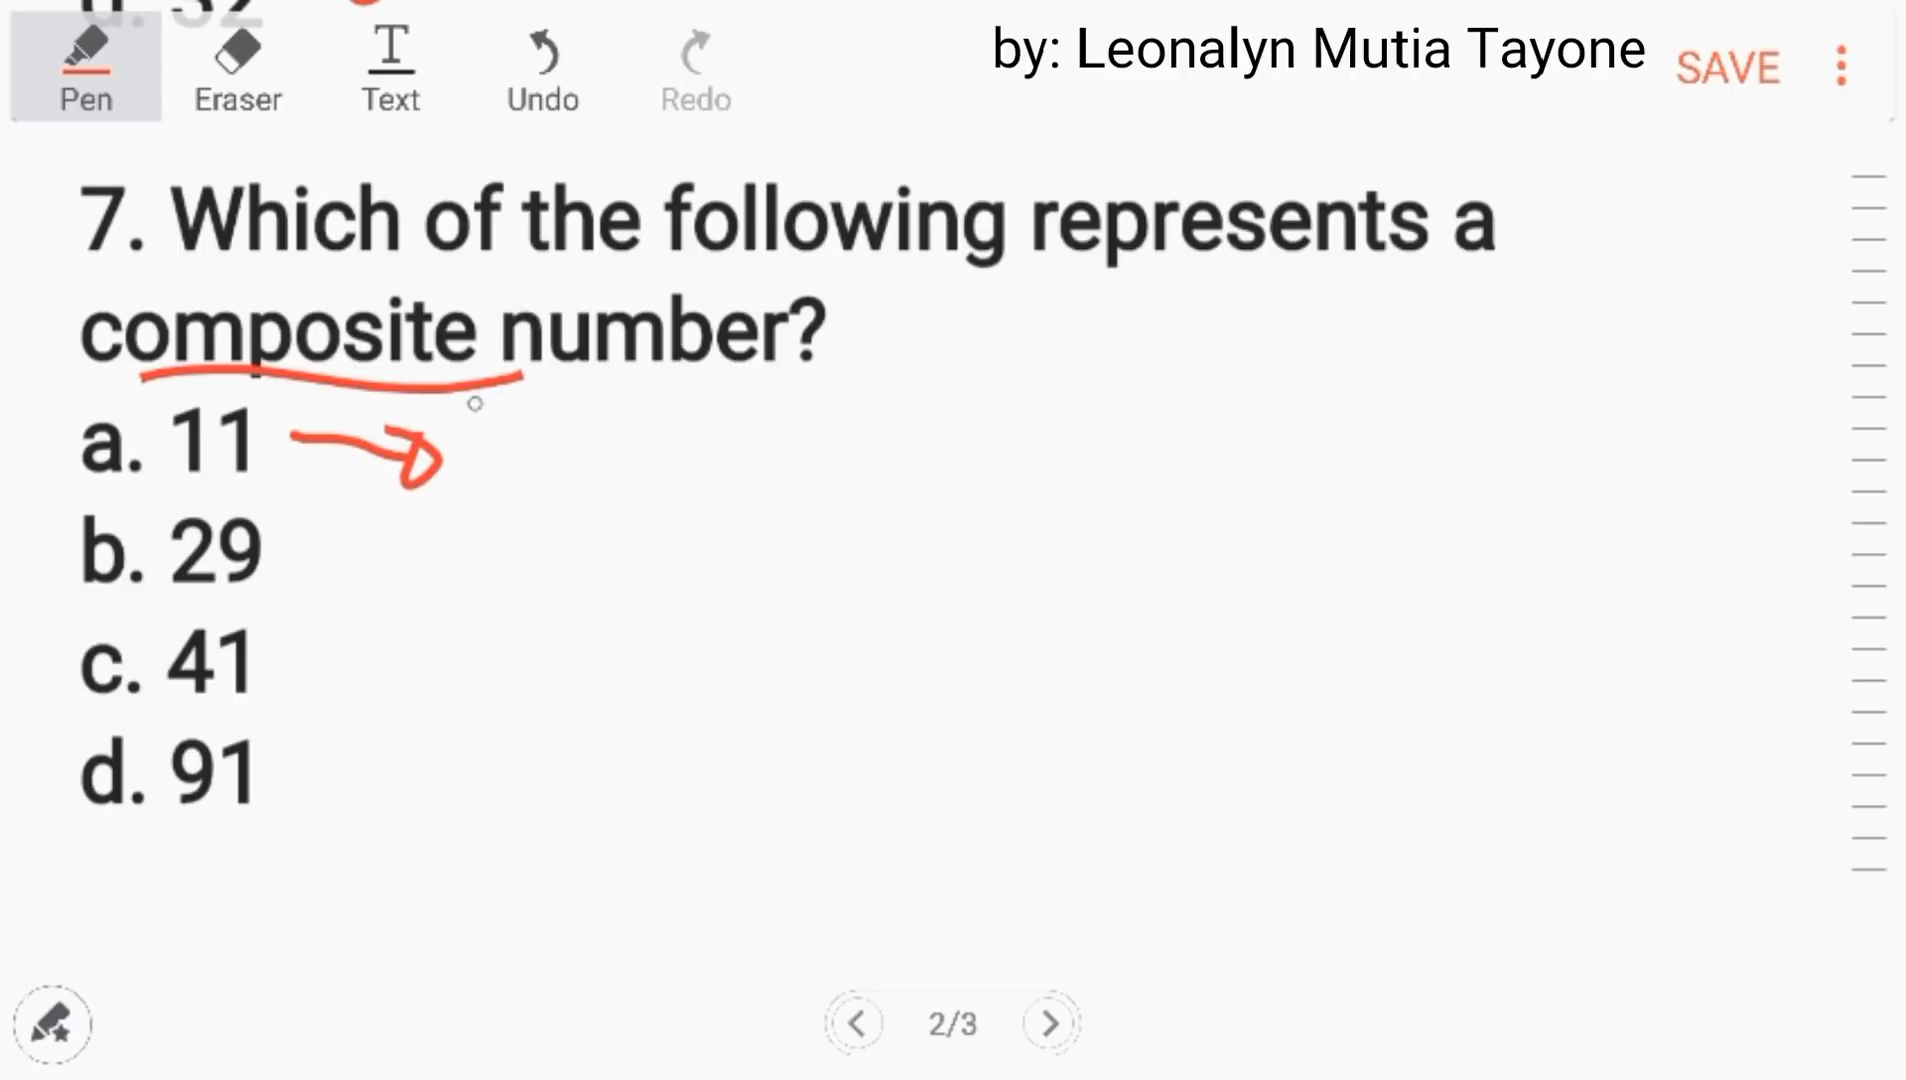 by: Leonalyn Mutia Tayone
SAVE
Pen
Eraser
Text
Undo
Redo
7. Which of the following represents a
composite number?
a. 11
b. 29
c. 41
d. 91
2/3